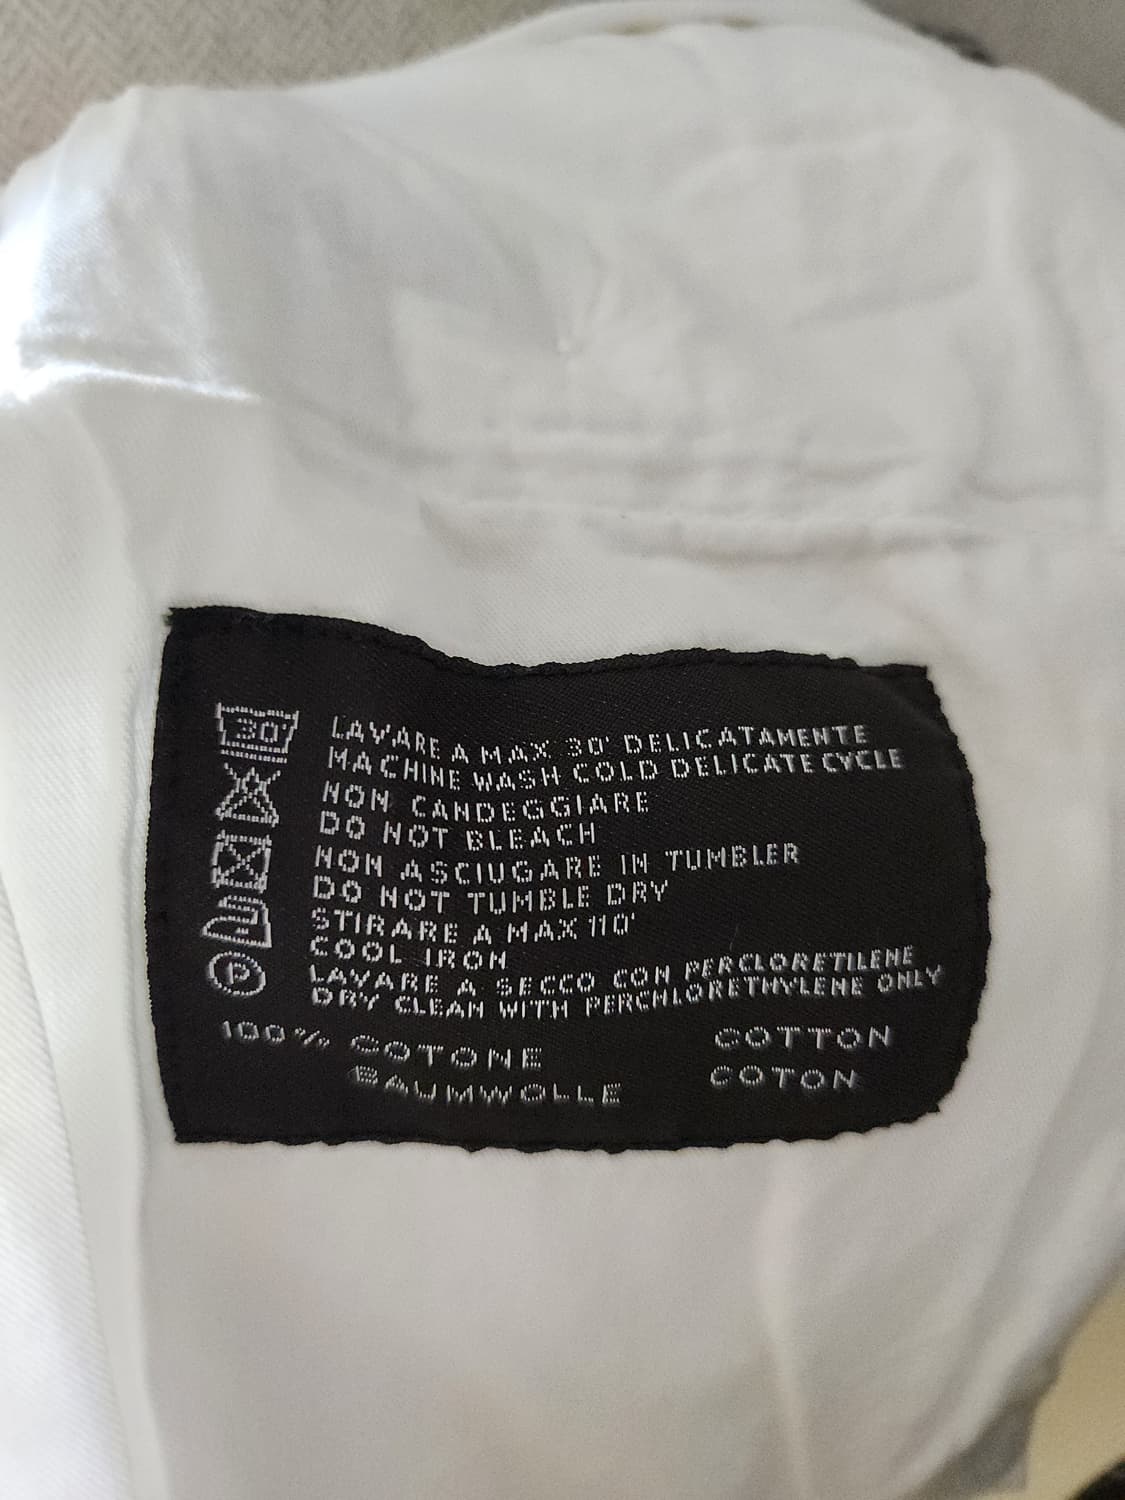 30°
LAVARE A MAX 30° DELICATAMENTE
MACHINE WASH COLD DELICATE CYCLE
NON CANDEGGIARE
DO NOT BLEACH
NON ASCIUGARE IN TUMBLER
DO NOT TUMBLE DRY
STIRARE A MAX 110°
COOL IRON
P
LAVARE A SECCO CON PERCLORETILENE
DRY CLEAN WITH PERCHLORETHYLENE ONLY
100% COTONE COTTON
BAUMWOLLE COTON